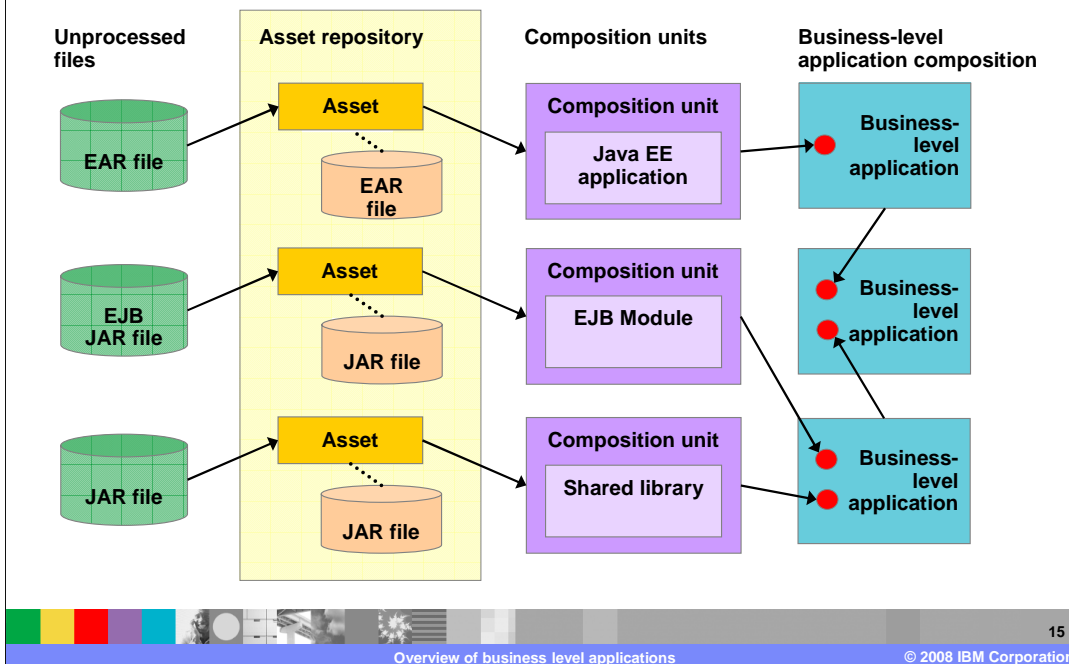 Unprocessed
files
Asset repository
Composition units
Business-level
application composition
EAR file
Asset
EAR
file
Composition unit
Java EE
application
Business-
level
application
EJB
JAR file
Asset
JAR file
Composition unit
EJB Module
Business-
level
application
JAR file
Asset
JAR file
Composition unit
Shared library
Business-
level
application
15
Overview of business level applications
© 2008 IBM Corporation